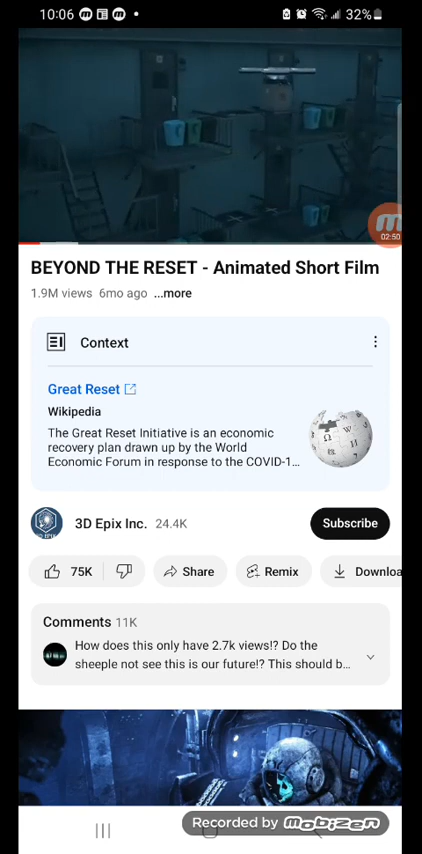 10:06
32%
02:50
BEYOND THE RESET - Animated Short Film
1.9M views 6mo ago ...more
Context
Great Reset
Wikipedia
The Great Reset Initiative is an economic
recovery plan drawn up by the World
Economic Forum in response to the COVID-1...
3D Epix Inc. 24.4K
Subscribe
75K
Share
Remix
Downloa
Comments 11K
How does this only have 2.7k views!? Do the
sheeple not see this is our future!? This should b...
Recorded by Mobizen